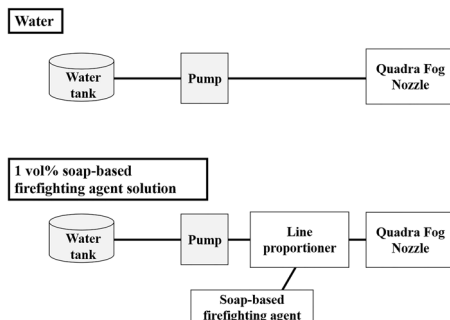 Water
Water
tank
Pump
Quadra Fog
Nozzle
1 vol% soap-based
firefighting agent solution
Water
tank
Pump
Line
proportioner
Quadra Fog
Nozzle
Soap-based
firefighting agent